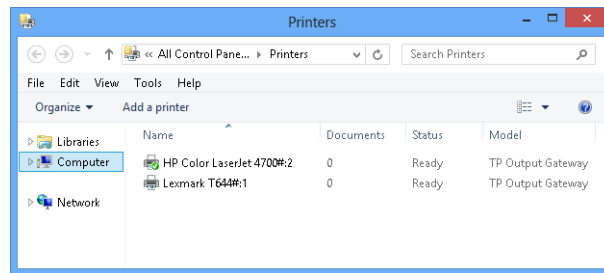 Printers
« All Control Pane... ▸ Printers Search Printers
File Edit View Tools Help
Organize ▼ Add a printer
Name Documents Status Model
Libraries
Computer
Network
HP Color LaserJet 4700#:2 0 Ready TP Output Gateway
Lexmark T644#:1 0 Ready TP Output Gateway